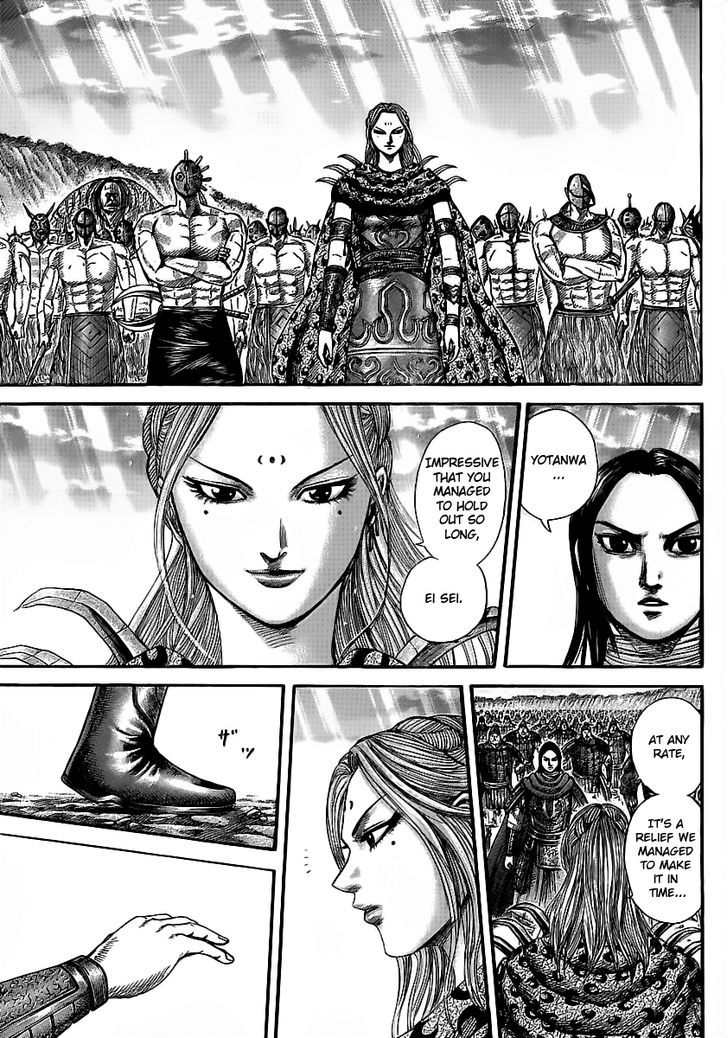 YOTANWA
...
IMPRESSIVE
THAT YOU
MANAGED
TO HOLD
OUT SO
LONG,
EI SEI.
AT ANY
RATE,
IT'S A
RELIEF WE
MANAGED
TO MAKE
IT IN
TIME...
ザッ